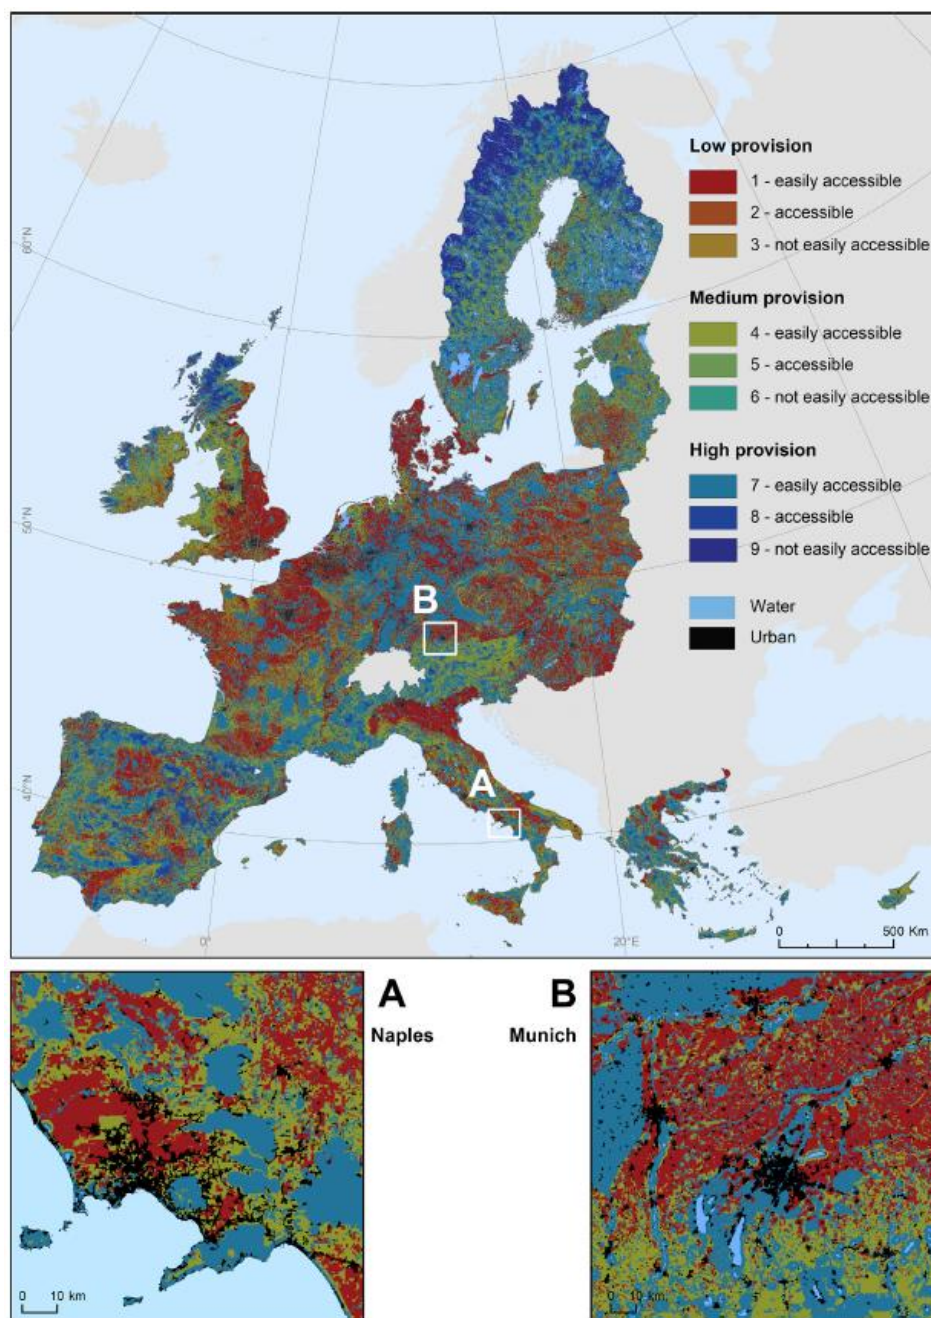 Low provision
1 - easily accessible
2 - accessible
3 - not easily accessible
Medium provision
4 - easily accessible
5 - accessible
6 - not easily accessible
High provision
7 - easily accessible
8 - accessible
9 - not easily accessible
Water
Urban
60°N
50°N
40°N
B
A
0°
20°E
0 500 Km
A
Naples
B
Munich
0 10 km
0 10 km